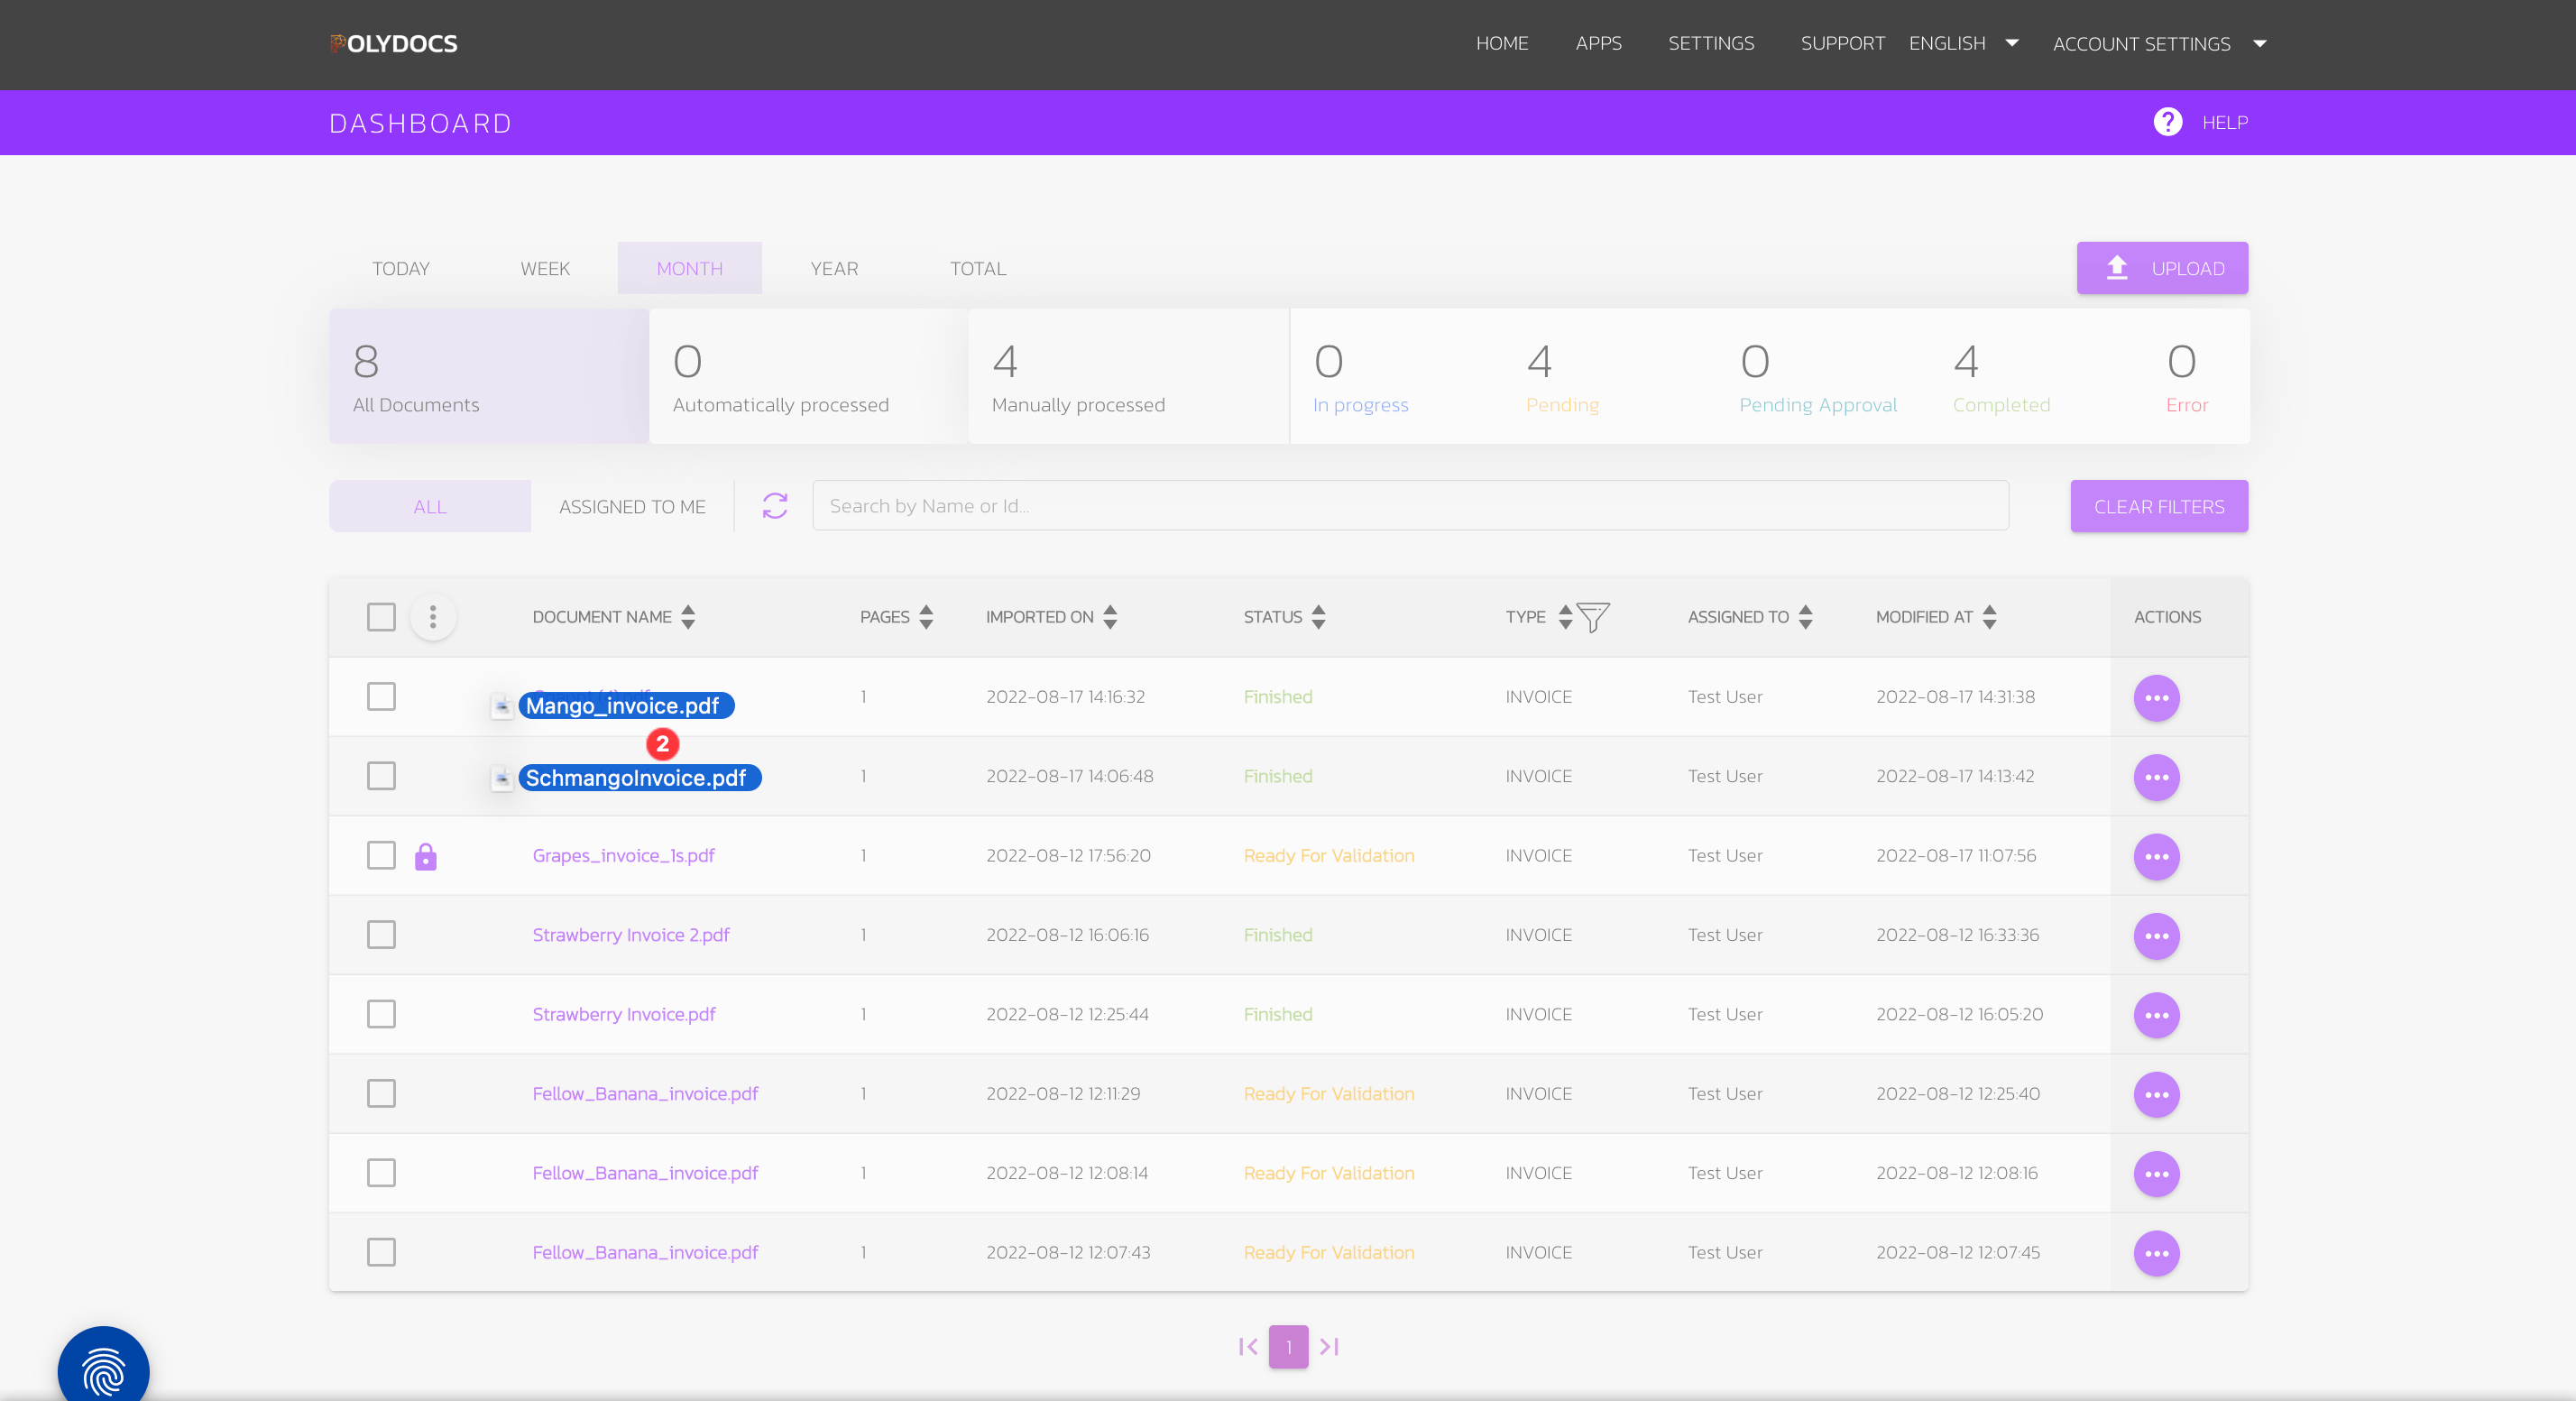 POLYDOCS HOME APPS SETTINGS SUPPORT ENGLISH ACCOUNT SETTINGS
DASHBOARD HELP
TODAY WEEK MONTH YEAR TOTAL UPLOAD
8 0 4 0 4 0 4 0
All Documents Automatically processed Manually processed In progress Pending Pending Approval Completed Error
ALL ASSIGNED TO ME Search by Name or Id... CLEAR FILTERS
DOCUMENT NAME PAGES IMPORTED ON STATUS TYPE ASSIGNED TO MODIFIED AT ACTIONS
Mango_invoice.pdf 1 2022-08-17 14:16:32 Finished INVOICE Test User 2022-08-17 14:31:38
2
SchmangoInvoice.pdf 1 2022-08-17 14:06:48 Finished INVOICE Test User 2022-08-17 14:13:42
Grapes_invoice_1s.pdf 1 2022-08-12 17:56:20 Ready For Validation INVOICE Test User 2022-08-17 11:07:56
Strawberry Invoice 2.pdf 1 2022-08-12 16:06:16 Finished INVOICE Test User 2022-08-12 16:33:36
Strawberry Invoice.pdf 1 2022-08-12 12:25:44 Finished INVOICE Test User 2022-08-12 16:05:20
Fellow_Banana_invoice.pdf 1 2022-08-12 12:11:29 Ready For Validation INVOICE Test User 2022-08-12 12:25:40
Fellow_Banana_invoice.pdf 1 2022-08-12 12:08:14 Ready For Validation INVOICE Test User 2022-08-12 12:08:16
Fellow_Banana_invoice.pdf 1 2022-08-12 12:07:43 Ready For Validation INVOICE Test User 2022-08-12 12:07:45
1